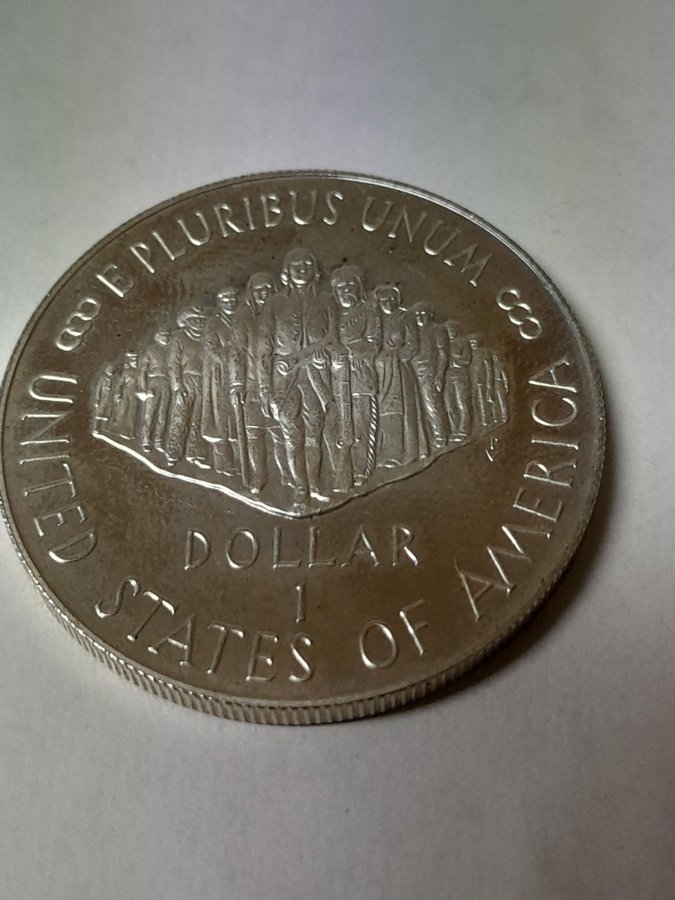 E PLURIBUS UNUM
DOLLAR
1
UNITED STATES OF AMERICA